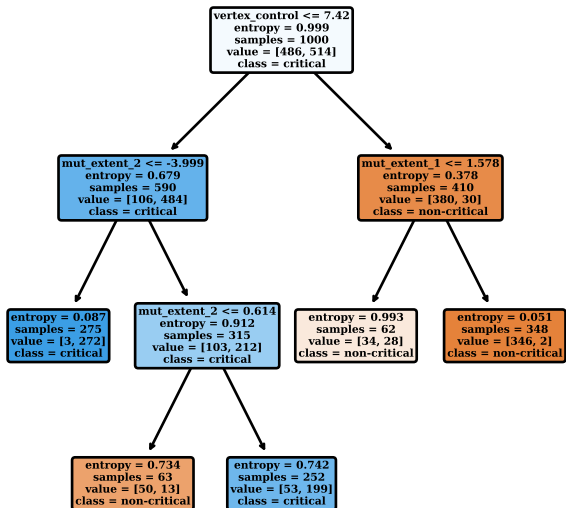 vertex_control <= 7.42
entropy = 0.999
samples = 1000
value = [486, 514]
class = critical
mut_extent_2 <= -3.999
entropy = 0.679
samples = 590
value = [106, 484]
class = critical
mut_extent_1 <= 1.578
entropy = 0.378
samples = 410
value = [380, 30]
class = non-critical
entropy = 0.087
samples = 275
value = [3, 272]
class = critical
mut_extent_2 <= 0.614
entropy = 0.912
samples = 315
value = [103, 212]
class = critical
entropy = 0.993
samples = 62
value = [34, 28]
class = non-critical
entropy = 0.051
samples = 348
value = [346, 2]
class = non-critical
entropy = 0.734
samples = 63
value = [50, 13]
class = non-critical
entropy = 0.742
samples = 252
value = [53, 199]
class = critical